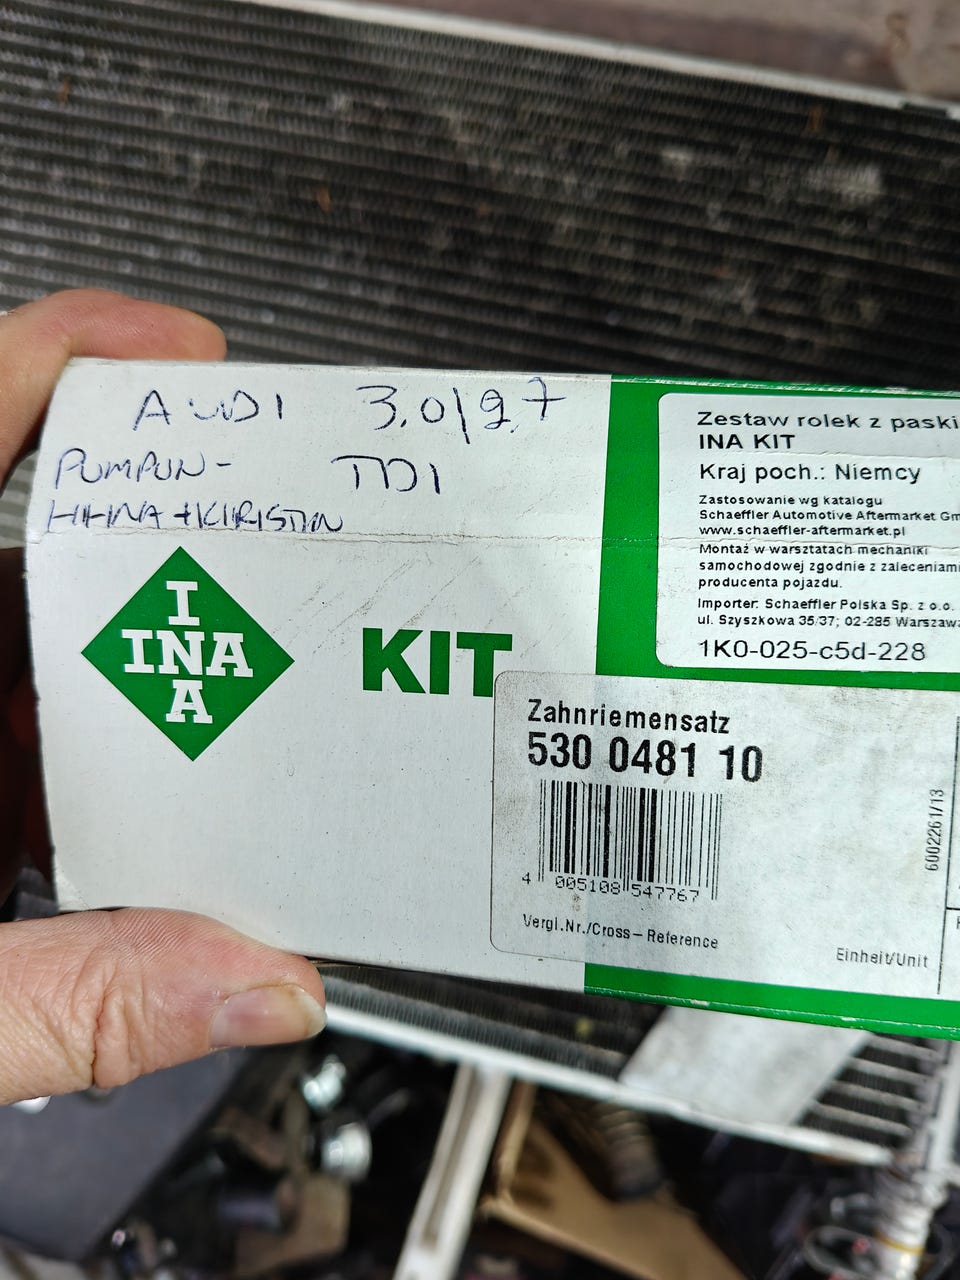 AUDI 3.0/2.7
PUMPUN- TDI
HIHNA + KIRISTIN
INA
INA
KIT
Zestaw rolek z paski
INA KIT
Kraj poch.: Niemcy
Zastosowanie wg katalogu
Schaeffler Automotive Aftermarket Gm
www.schaeffler-aftermarket.pl
Montaż w warsztatach mechaniki
samochodowej zgodnie z zaleceniami
producenta pojazdu.
Importer: Schaeffler Polska Sp. z o.o.
ul. Szyszkowa 35/37; 02-285 Warszawa
1K0-025-c5d-228
Zahnriemensatz
530 0481 10
4 005108 547767
6002261/13
Vergl.Nr./Cross-Reference
Einheit/Unit